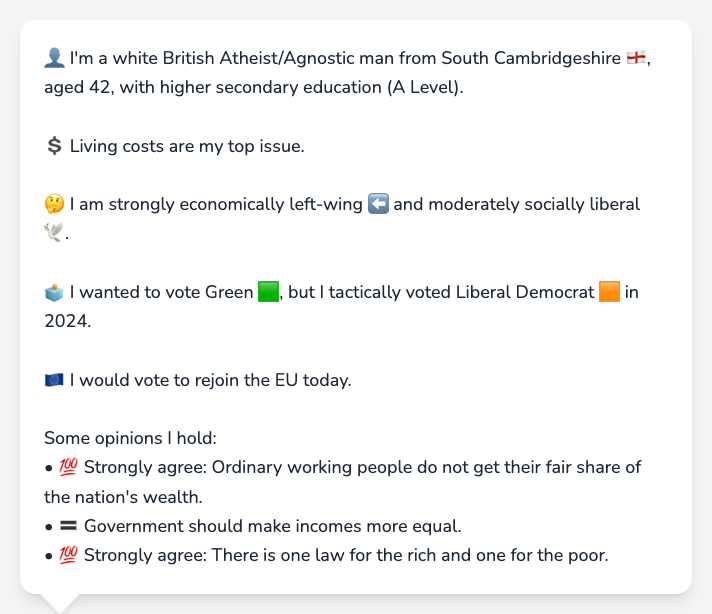 👤 I'm a white British Atheist/Agnostic man from South Cambridgeshire 🏴󠁧󠁢󠁥󠁮󠁧󠁿,
aged 42, with higher secondary education (A Level).
💲 Living costs are my top issue.
🤔 I am strongly economically left-wing ⬅️ and moderately socially liberal
🕊️.
🗳️ I wanted to vote Green 🟩, but I tactically voted Liberal Democrat 🟧 in
2024.
🇪🇺 I would vote to rejoin the EU today.
Some opinions I hold:
• 💯 Strongly agree: Ordinary working people do not get their fair share of
the nation's wealth.
• 🟰 Government should make incomes more equal.
• 💯 Strongly agree: There is one law for the rich and one for the poor.